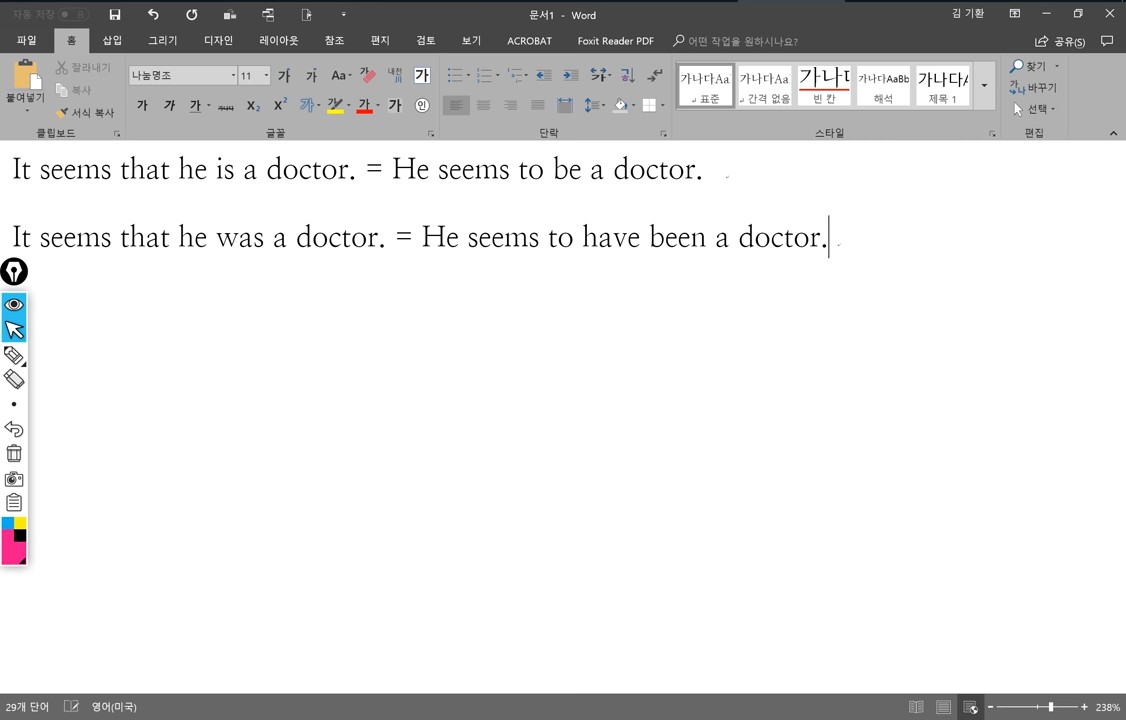 자동 저장
문서1 - Word
김 기환
파일 홈 삽입 그리기 디자인 레이아웃 참조 편지 검토 보기 ACROBAT Foxit Reader PDF 어떤 작업을 원하시나요? 공유(S)
붙여넣기
잘라내기
복사
서식 복사
클립보드
나눔명조 11 가 가 Aa 가 내천 川 가
가 가 가 X₂ X² 가 가 가 가 인
글꼴
단락
가나다Aa 가나다Aa 가나다 가나다AaBb 가나다A
표준 간격 없음 빈 칸 해석 제목 1
스타일
찾기
바꾸기
선택
편집
It seems that he is a doctor. = He seems to be a doctor.
It seems that he was a doctor. = He seems to have been a doctor.
29개 단어 영어(미국) 238%